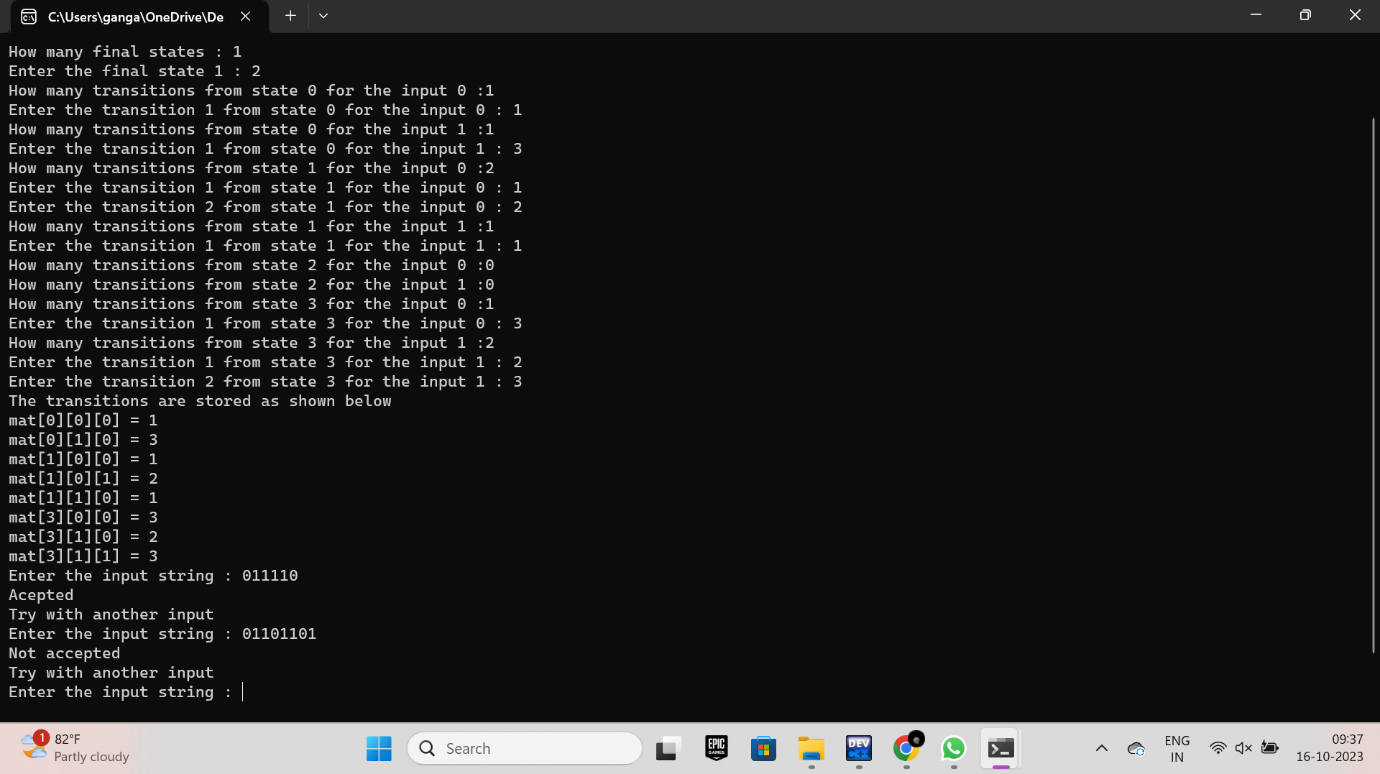 C:\Users\ganga\OneDrive\De
How many final states : 1
Enter the final state 1 : 2
How many transitions from state 0 for the input 0 :1
Enter the transition 1 from state 0 for the input 0 : 1
How many transitions from state 0 for the input 1 :1
Enter the transition 1 from state 0 for the input 1 : 3
How many transitions from state 1 for the input 0 :2
Enter the transition 1 from state 1 for the input 0 : 1
Enter the transition 2 from state 1 for the input 0 : 2
How many transitions from state 1 for the input 1 :1
Enter the transition 1 from state 1 for the input 1 : 1
How many transitions from state 2 for the input 0 :0
How many transitions from state 2 for the input 1 :0
How many transitions from state 3 for the input 0 :1
Enter the transition 1 from state 3 for the input 0 : 3
How many transitions from state 3 for the input 1 :2
Enter the transition 1 from state 3 for the input 1 : 2
Enter the transition 2 from state 3 for the input 1 : 3
The transitions are stored as shown below
mat[0][0][0] = 1
mat[0][1][0] = 3
mat[1][0][0] = 1
mat[1][0][1] = 2
mat[1][1][0] = 1
mat[3][0][0] = 3
mat[3][1][0] = 2
mat[3][1][1] = 3
Enter the input string : 011110
Acepted
Try with another input
Enter the input string : 01101101
Not accepted
Try with another input
Enter the input string :
1
82°F
Partly cloudy
Search
EPIC
GAMES
DEV
ENG
IN
09:37
16-10-2023